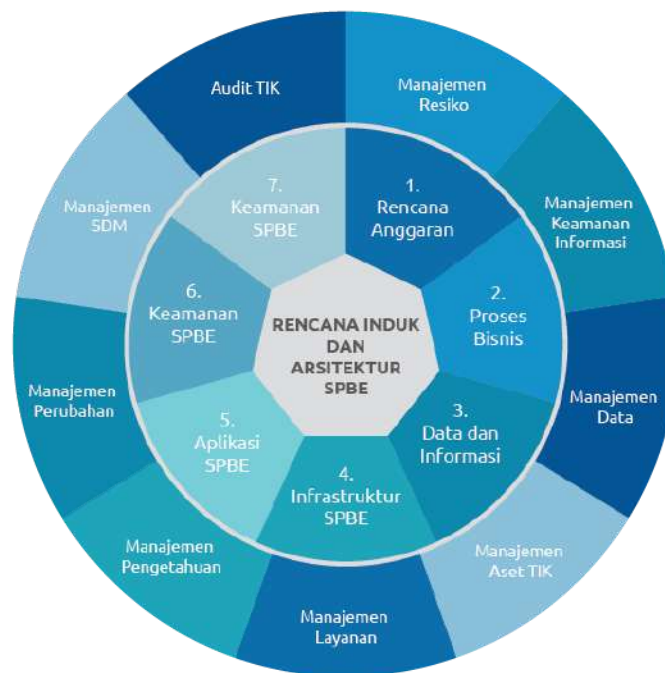 Audit TIK
Manajemen
Resiko
Manajemen
Keamanan
Informasi
Manajemen
Data
Manajemen
Aset TIK
Manajemen
Layanan
Manajemen
Pengetahuan
Manajemen
Perubahan
Manajemen
SDM
1.
Rencana
Anggaran
2.
Proses
Bisnis
3.
Data dan
Informasi
4.
Infrastruktur
SPBE
5.
Aplikasi
SPBE
6.
Keamanan
SPBE
7.
Keamanan
SPBE
RENCANA INDUK
DAN
ARSITEKTUR
SPBE